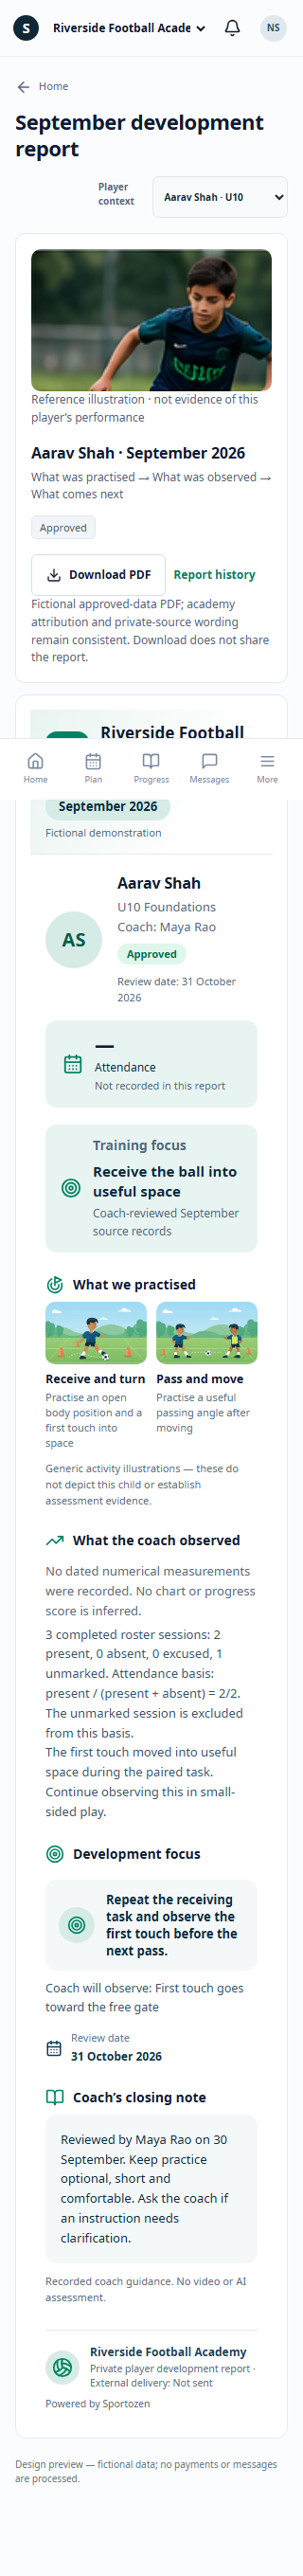 S Riverside Football Acade NS
Home
September development
report
Player
context
Aarav Shah · U10
Reference illustration · not evidence of this
player's performance
Aarav Shah · September 2026
What was practised → What was observed →
What comes next
Approved
Download PDF Report history
Fictional approved-data PDF; academy
attribution and private-source wording
remain consistent. Download does not share
the report.
Riverside Football
Home Plan Progress Messages More
September 2026
Fictional demonstration
AS
Aarav Shah
U10 Foundations
Coach: Maya Rao
Approved
Review date: 31 October
2026
—
Attendance
Not recorded in this report
Training focus
Receive the ball into
useful space
Coach-reviewed September
source records
What we practised
Receive and turn
Practise an open
body position and a
first touch into
space
Pass and move
Practise a useful
passing angle after
moving
Generic activity illustrations — these do
not depict this child or establish
assessment evidence.
What the coach observed
No dated numerical measurements
were recorded. No chart or progress
score is inferred.
3 completed roster sessions: 2
present, 0 absent, 0 excused, 1
unmarked. Attendance basis:
present / (present + absent) = 2/2.
The unmarked session is excluded
from this basis.
The first touch moved into useful
space during the paired task.
Continue observing this in small-
sided play.
Development focus
Repeat the receiving
task and observe the
first touch before the
next pass.
Coach will observe: First touch goes
toward the free gate
Review date
31 October 2026
Coach's closing note
Reviewed by Maya Rao on 30
September. Keep practice
optional, short and
comfortable. Ask the coach if
an instruction needs
clarification.
Recorded coach guidance. No video or AI
assessment.
Riverside Football Academy
Private player development report ·
External delivery: Not sent
Powered by Sportozen
Design preview — fictional data; no payments or messages
are processed.